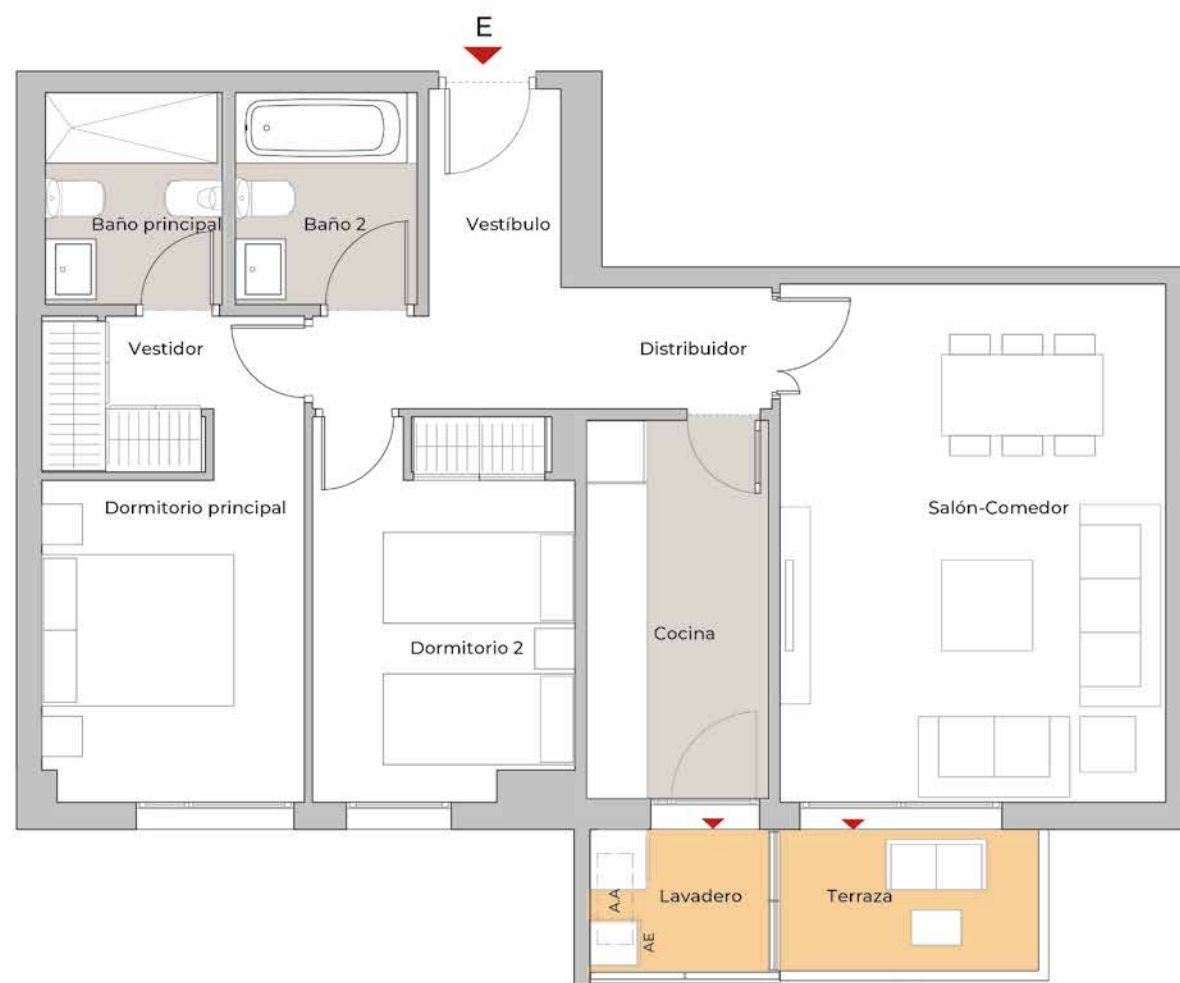 E
Baño principal
Baño 2
Vestíbulo
Vestidor
Distribuidor
Dormitorio principal
Salón-Comedor
Cocina
Dormitorio 2
Lavadero
Terraza
A.A
AE